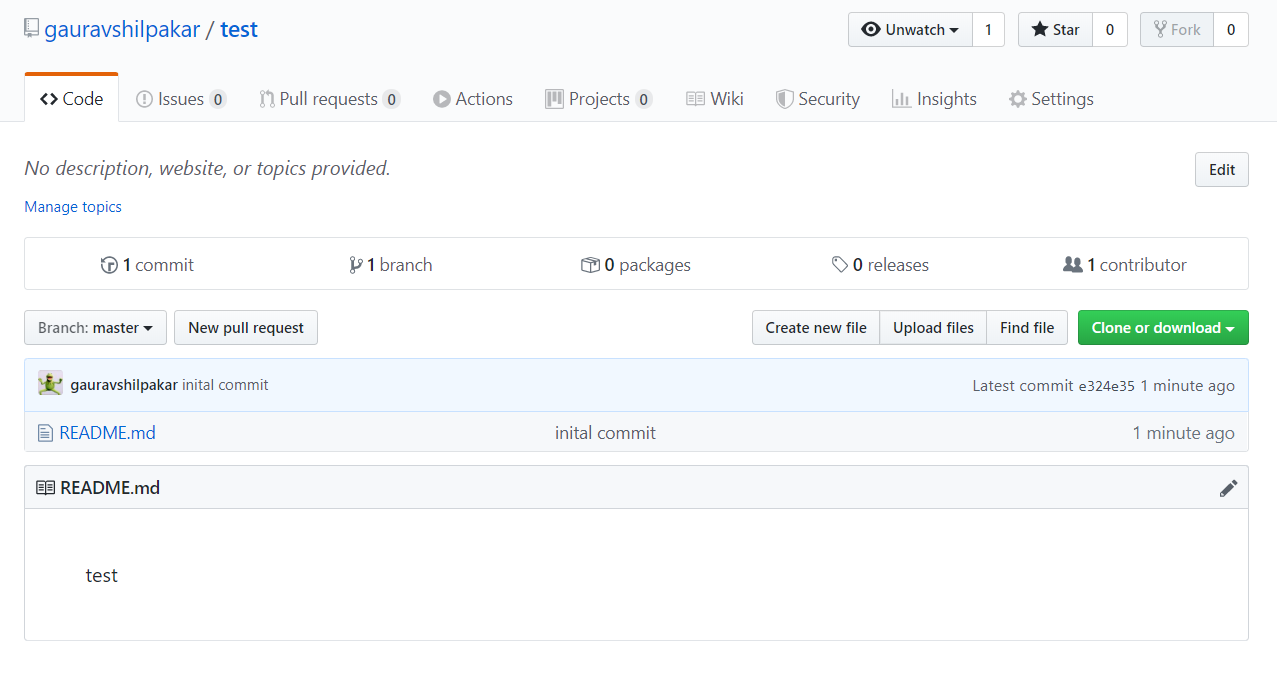 gauravshilpakar / test
Unwatch 1 Star 0 Fork 0
Code Issues 0 Pull requests 0 Actions Projects 0 Wiki Security Insights Settings
No description, website, or topics provided. Edit
Manage topics
1 commit 1 branch 0 packages 0 releases 1 contributor
Branch: master New pull request Create new file Upload files Find file Clone or download
gauravshilpakar inital commit Latest commit e324e35 1 minute ago
README.md inital commit 1 minute ago
README.md
test